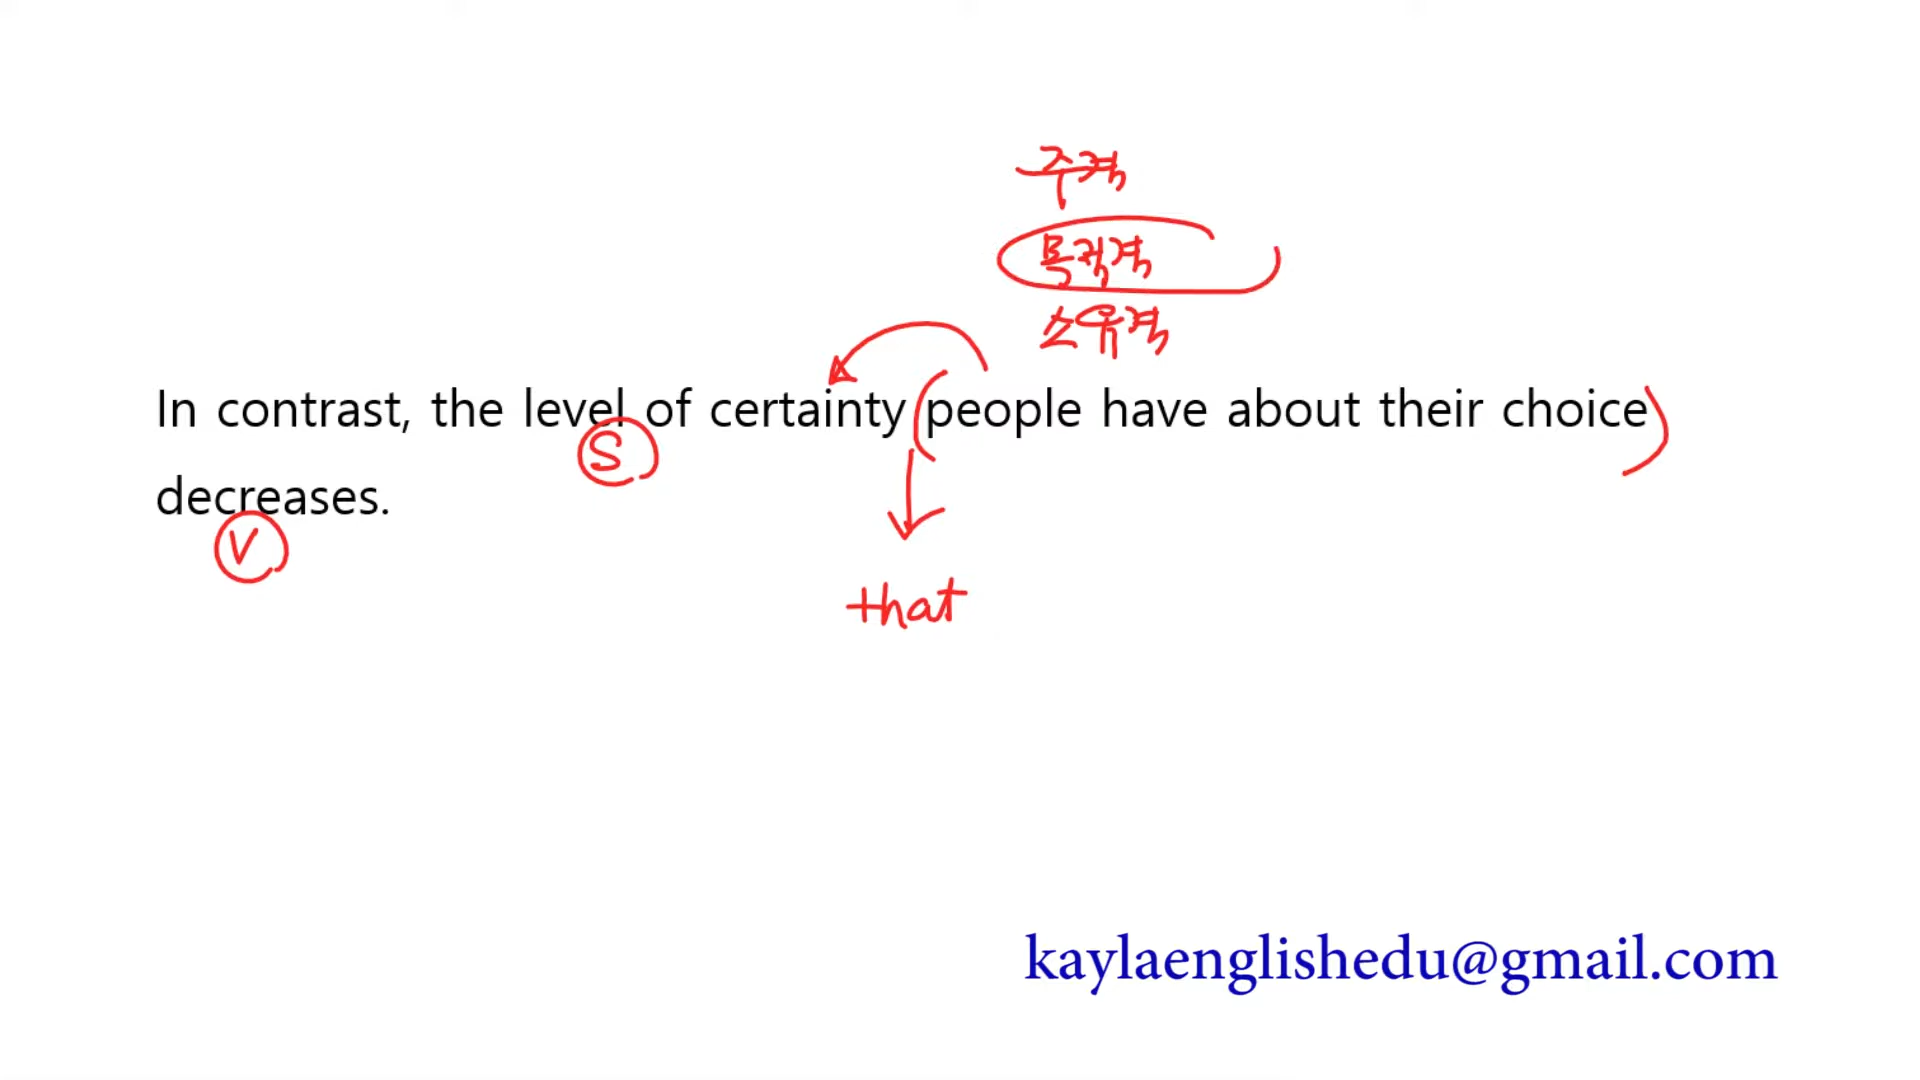 주격
목적격
소유격
In contrast, the level of certainty (people have about their choice)
S
decreases.
V
that
kaylaenglishedu@gmail.com